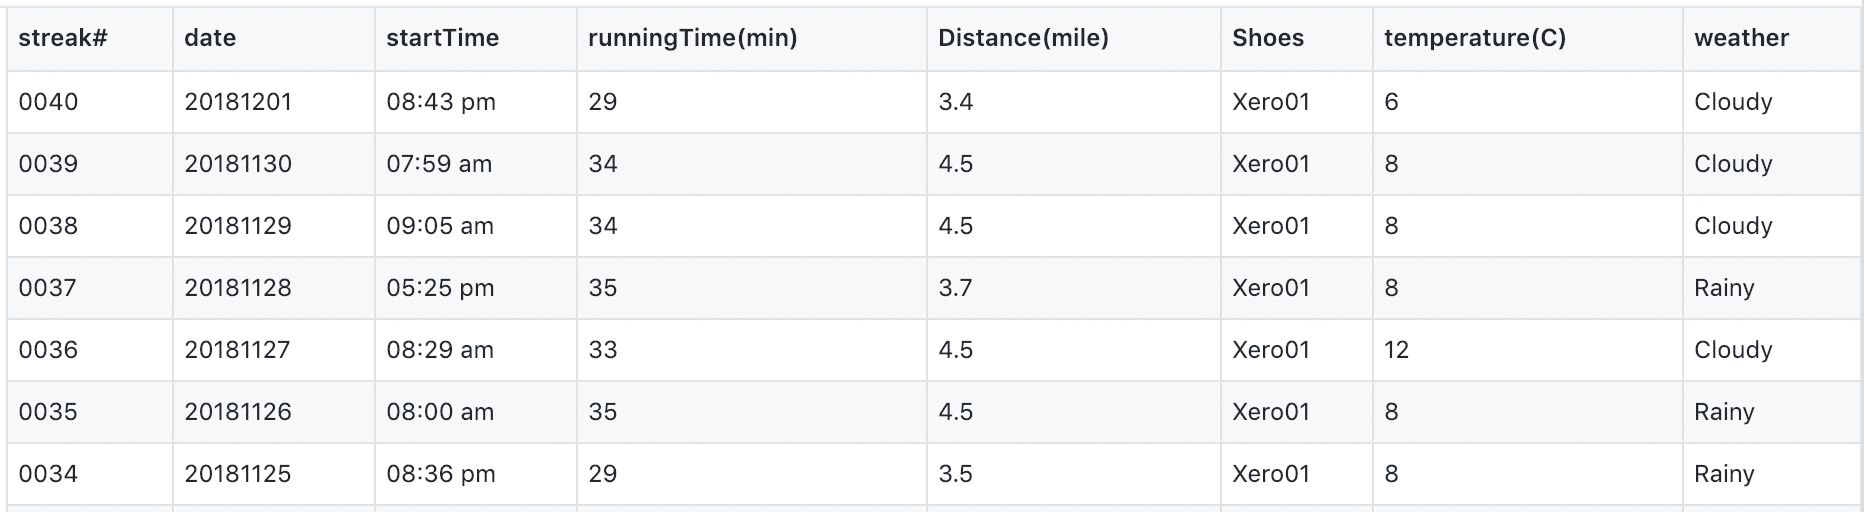 streak# date startTime runningTime(min) Distance(mile) Shoes temperature(C) weather
0040 20181201 08:43 pm 29 3.4 Xero01 6 Cloudy
0039 20181130 07:59 am 34 4.5 Xero01 8 Cloudy
0038 20181129 09:05 am 34 4.5 Xero01 8 Cloudy
0037 20181128 05:25 pm 35 3.7 Xero01 8 Rainy
0036 20181127 08:29 am 33 4.5 Xero01 12 Cloudy
0035 20181126 08:00 am 35 4.5 Xero01 8 Rainy
0034 20181125 08:36 pm 29 3.5 Xero01 8 Rainy